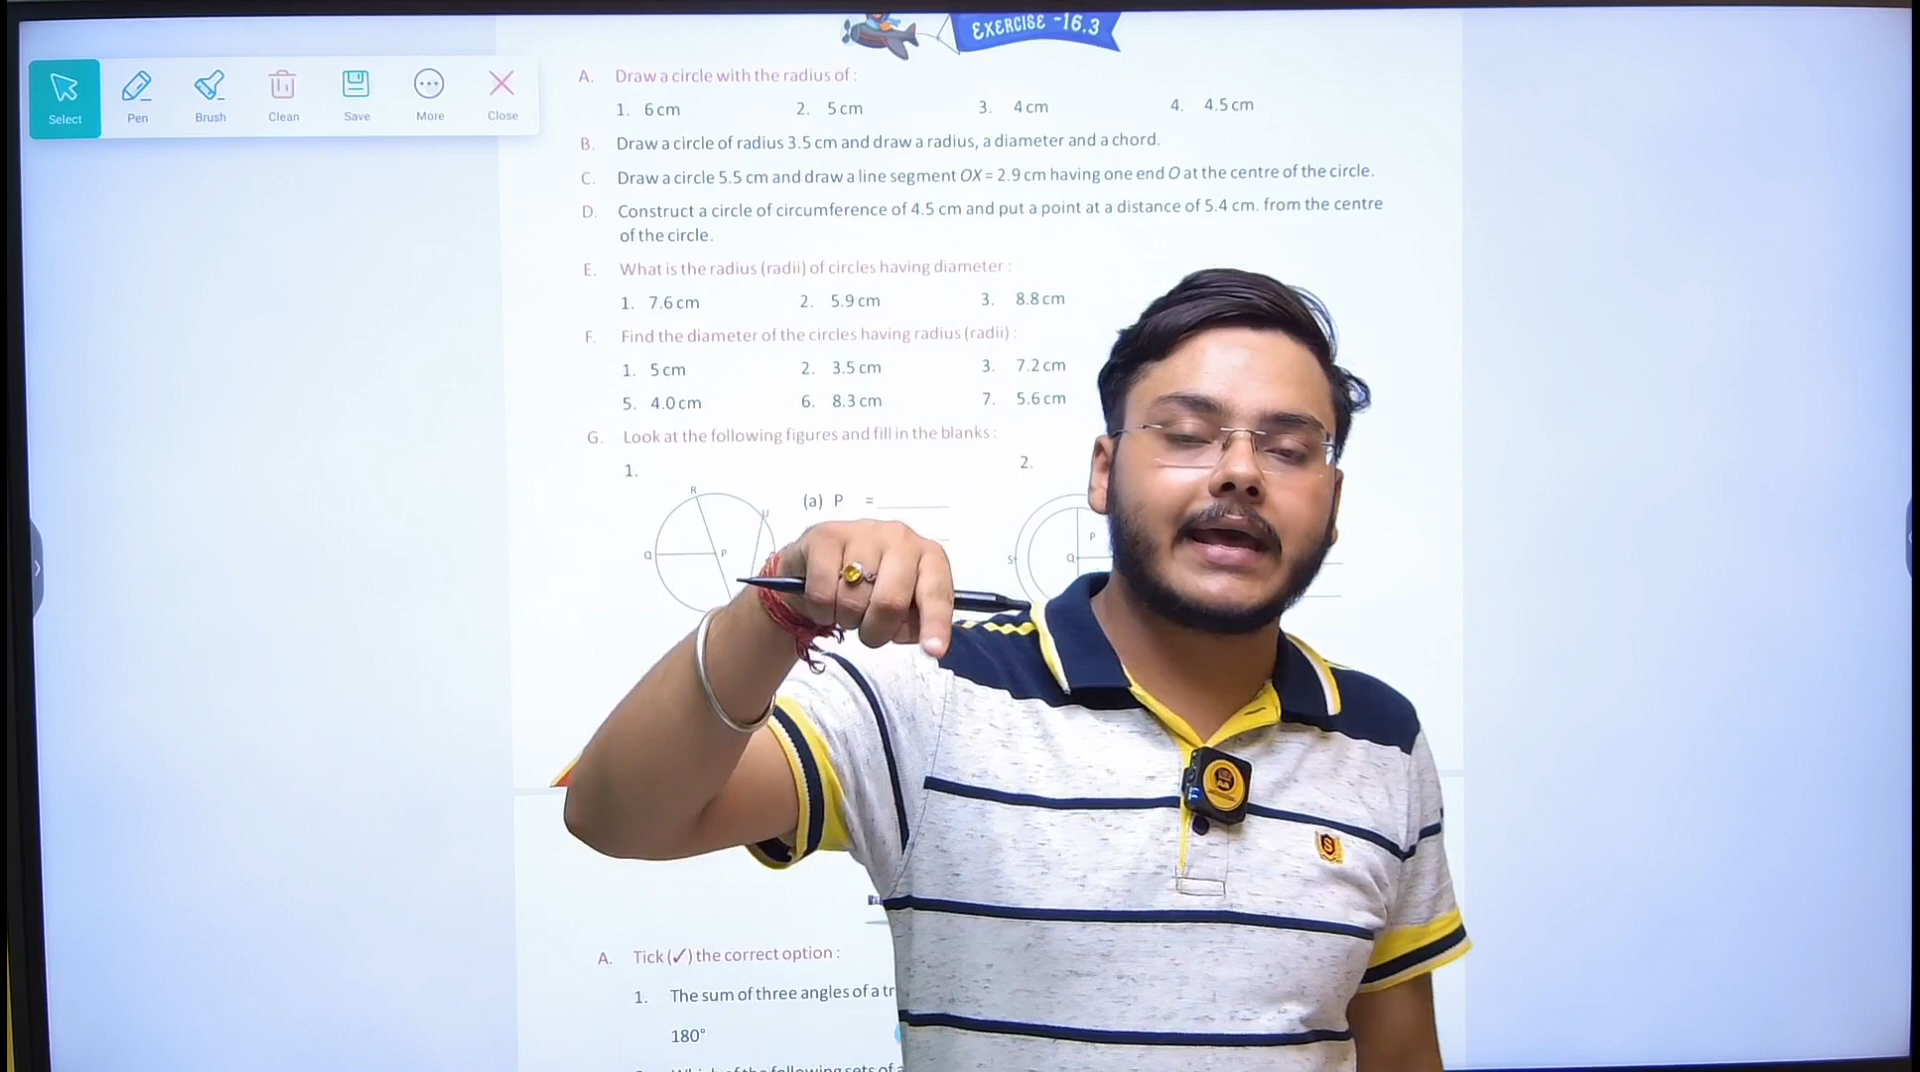 EXERCISE -16.3
Select Pen Brush Clean Save More Close
A. Draw a circle with the radius of :
1. 6 cm 2. 5 cm 3. 4 cm 4. 4.5 cm
B. Draw a circle of radius 3.5 cm and draw a radius, a diameter and a chord.
C. Draw a circle 5.5 cm and draw a line segment OX = 2.9 cm having one end O at the centre of the circle.
D. Construct a circle of circumference of 4.5 cm and put a point at a distance of 5.4 cm. from the centre
of the circle.
E. What is the radius (radii) of circles having diameter :
1. 7.6 cm 2. 5.9 cm 3. 8.8 cm
F. Find the diameter of the circles having radius (radii) :
1. 5 cm 2. 3.5 cm 3. 7.2 cm
5. 4.0 cm 6. 8.3 cm 7. 5.6 cm
G. Look at the following figures and fill in the blanks :
1. 2.
R
(a) P = ______
P
Q P S Q
A. Tick (✓) the correct option :
1. The sum of three angles of a
180°
following sets of